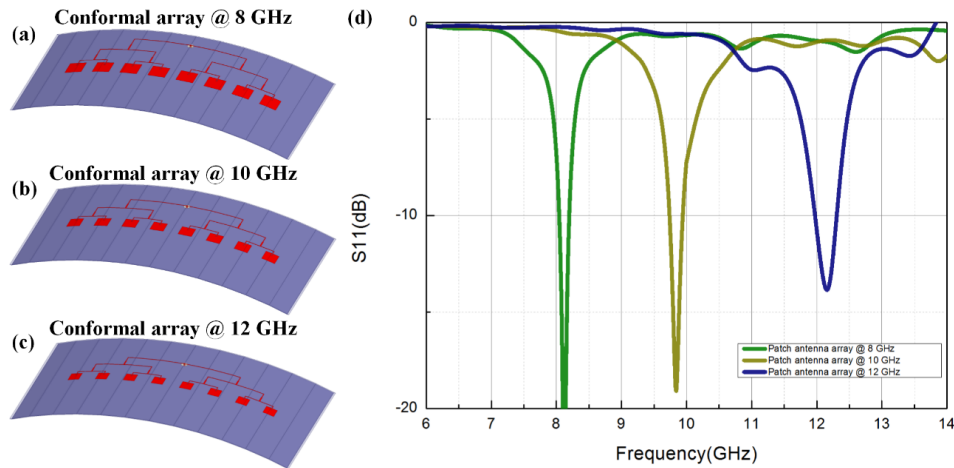 Conformal array @ 8 GHz
(a)
Conformal array @ 10 GHz
(b)
Conformal array @ 12 GHz
(c)
(d)
0
-5
-10
-15
-20
S11(dB)
6 7 8 9 10 11 12 13 14
Frequency(GHz)
Patch antenna array @ 8 GHz
Patch antenna array @ 10 GHz
Patch antenna array @ 12 GHz